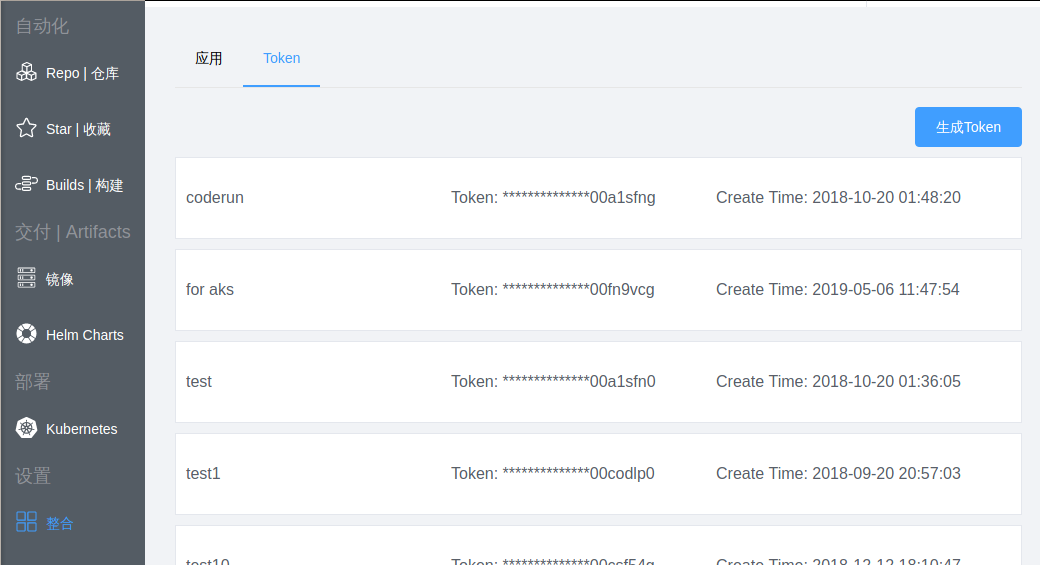 自动化
Repo | 仓库
Star | 收藏
Builds | 构建
交付 | Artifacts
镜像
Helm Charts
部署
Kubernetes
设置
整合
应用 Token
生成Token
coderun Token: **************00a1sfng Create Time: 2018-10-20 01:48:20
for aks Token: **************00fn9vcg Create Time: 2019-05-06 11:47:54
test Token: **************00a1sfn0 Create Time: 2018-10-20 01:36:05
test1 Token: **************00codlp0 Create Time: 2018-09-20 20:57:03
test10 Token: **************00csf54g Create Time: 2018-12-12 18:10:47